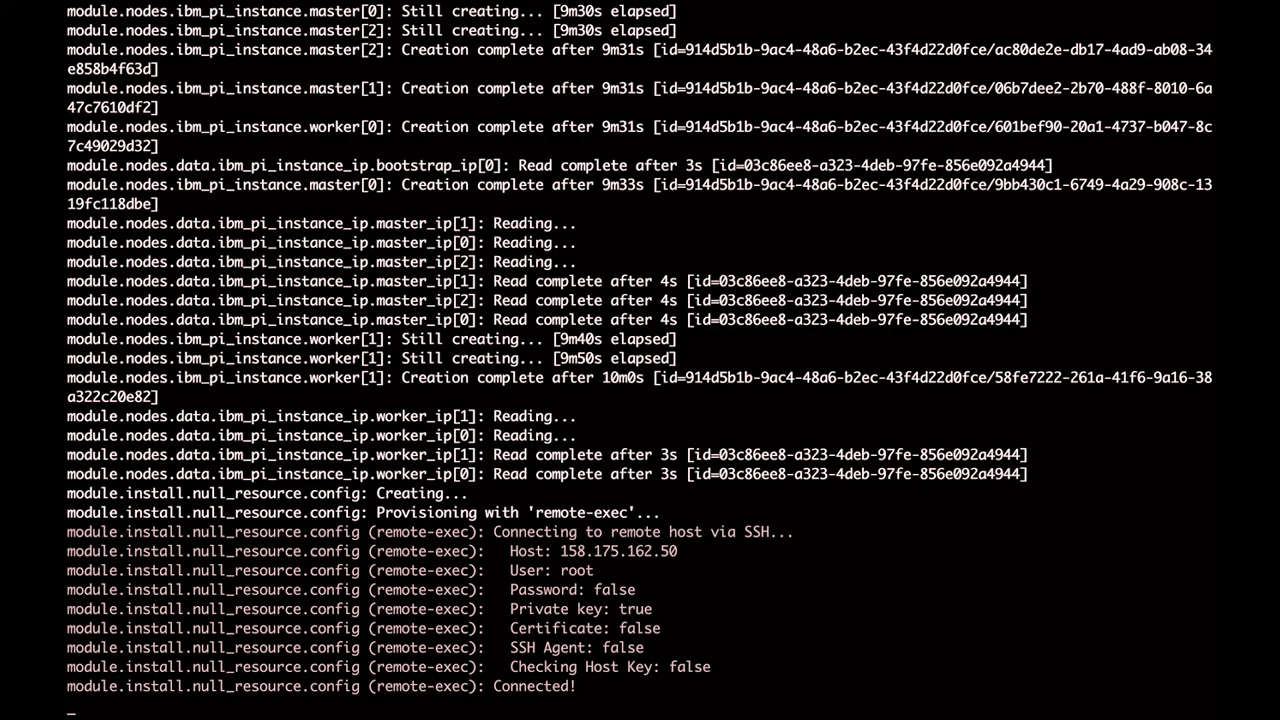 module.nodes.ibm_pi_instance.master[0]: Still creating... [9m30s elapsed]
module.nodes.ibm_pi_instance.master[2]: Still creating... [9m30s elapsed]
module.nodes.ibm_pi_instance.master[2]: Creation complete after 9m31s [id=914d5b1b-9ac4-48a6-b2ec-43f4d22d0fce/ac80de2e-db17-4ad9-ab08-34
e858b4f63d]
module.nodes.ibm_pi_instance.master[1]: Creation complete after 9m31s [id=914d5b1b-9ac4-48a6-b2ec-43f4d22d0fce/06b7dee2-2b70-488f-8010-6a
47c7610df2]
module.nodes.ibm_pi_instance.worker[0]: Creation complete after 9m31s [id=914d5b1b-9ac4-48a6-b2ec-43f4d22d0fce/601bef90-20a1-4737-b047-8c
7c49029d32]
module.nodes.data.ibm_pi_instance_ip.bootstrap_ip[0]: Read complete after 3s [id=03c86ee8-a323-4deb-97fe-856e092a4944]
module.nodes.ibm_pi_instance.master[0]: Creation complete after 9m33s [id=914d5b1b-9ac4-48a6-b2ec-43f4d22d0fce/9bb430c1-6749-4a29-908c-13
19fc118dbe]
module.nodes.data.ibm_pi_instance_ip.master_ip[1]: Reading...
module.nodes.data.ibm_pi_instance_ip.master_ip[0]: Reading...
module.nodes.data.ibm_pi_instance_ip.master_ip[2]: Reading...
module.nodes.data.ibm_pi_instance_ip.master_ip[1]: Read complete after 4s [id=03c86ee8-a323-4deb-97fe-856e092a4944]
module.nodes.data.ibm_pi_instance_ip.master_ip[2]: Read complete after 4s [id=03c86ee8-a323-4deb-97fe-856e092a4944]
module.nodes.data.ibm_pi_instance_ip.master_ip[0]: Read complete after 4s [id=03c86ee8-a323-4deb-97fe-856e092a4944]
module.nodes.ibm_pi_instance.worker[1]: Still creating... [9m40s elapsed]
module.nodes.ibm_pi_instance.worker[1]: Still creating... [9m50s elapsed]
module.nodes.ibm_pi_instance.worker[1]: Creation complete after 10m0s [id=914d5b1b-9ac4-48a6-b2ec-43f4d22d0fce/58fe7222-261a-41f6-9a16-38
a322c20e82]
module.nodes.data.ibm_pi_instance_ip.worker_ip[1]: Reading...
module.nodes.data.ibm_pi_instance_ip.worker_ip[0]: Reading...
module.nodes.data.ibm_pi_instance_ip.worker_ip[1]: Read complete after 3s [id=03c86ee8-a323-4deb-97fe-856e092a4944]
module.nodes.data.ibm_pi_instance_ip.worker_ip[0]: Read complete after 3s [id=03c86ee8-a323-4deb-97fe-856e092a4944]
module.install.null_resource.config: Creating...
module.install.null_resource.config: Provisioning with 'remote-exec'...
module.install.null_resource.config (remote-exec): Connecting to remote host via SSH...
module.install.null_resource.config (remote-exec):   Host: 158.175.162.50
module.install.null_resource.config (remote-exec):   User: root
module.install.null_resource.config (remote-exec):   Password: false
module.install.null_resource.config (remote-exec):   Private key: true
module.install.null_resource.config (remote-exec):   Certificate: false
module.install.null_resource.config (remote-exec):   SSH Agent: false
module.install.null_resource.config (remote-exec):   Checking Host Key: false
module.install.null_resource.config (remote-exec): Connected!